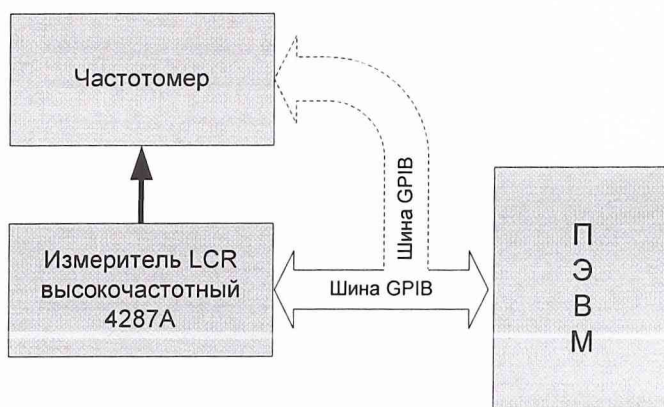 Частотомер
Шина GPIB
Измеритель LCR
высокочастотный
4287A
Шина GPIB
П
Э
В
М